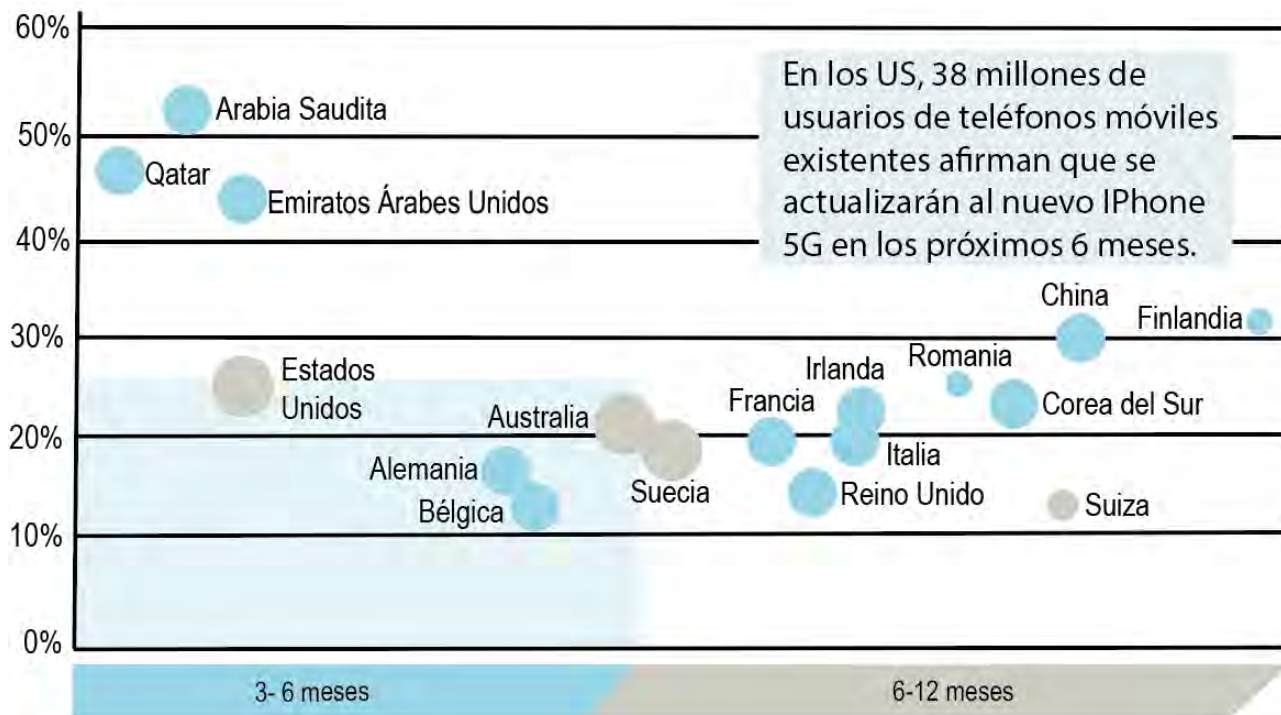 60%
En los US, 38 millones de
usuarios de teléfonos móviles
existentes afirman que se
actualizarán al nuevo IPhone
5G en los próximos 6 meses.
Arabia Saudita
50%
Qatar
Emiratos Árabes Unidos
40%
China
Finlandia
30%
Romania
Irlanda
Estados
Unidos
Francia
Australia
Corea del Sur
20%
Italia
Alemania
Suecia
Reino Unido
Bélgica
Suiza
10%
0%
3- 6 meses
6-12 meses